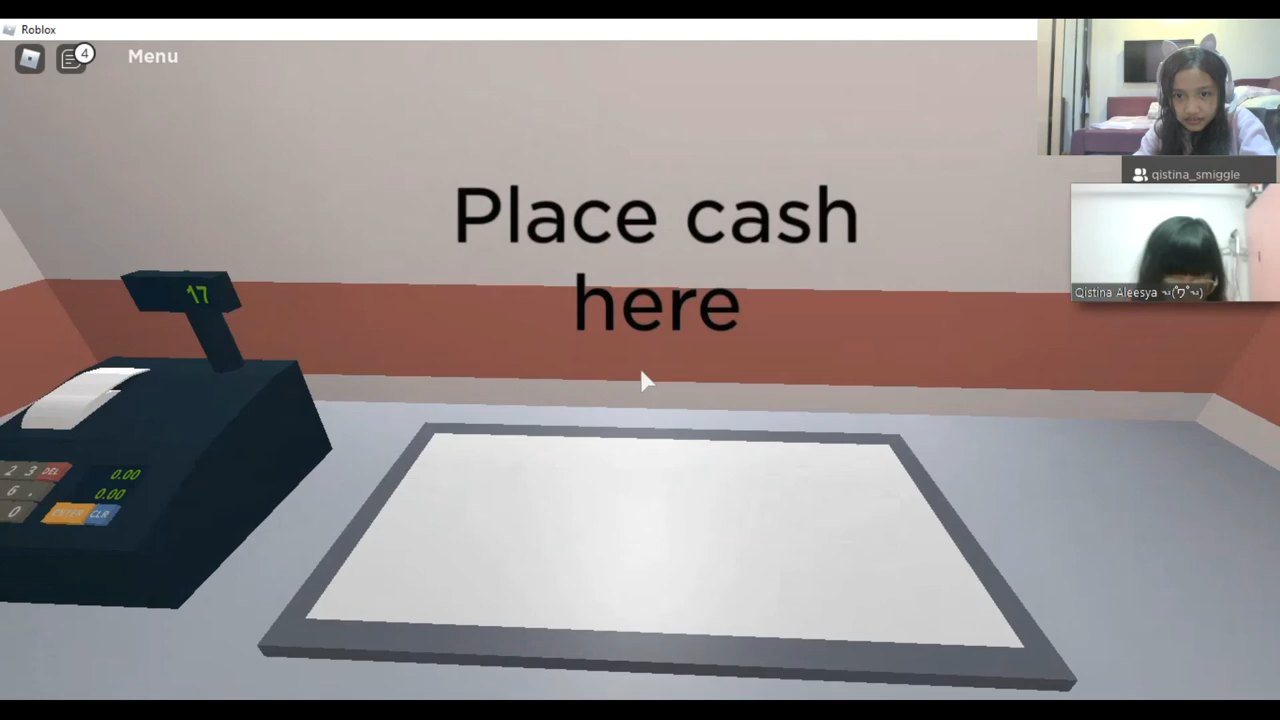 Roblox
4
Menu
Place cash
here
17
2 3 DEL
6 .
0
0.00
0.00
ENTER CLR
qistina_smiggle
Qistina Aleesya